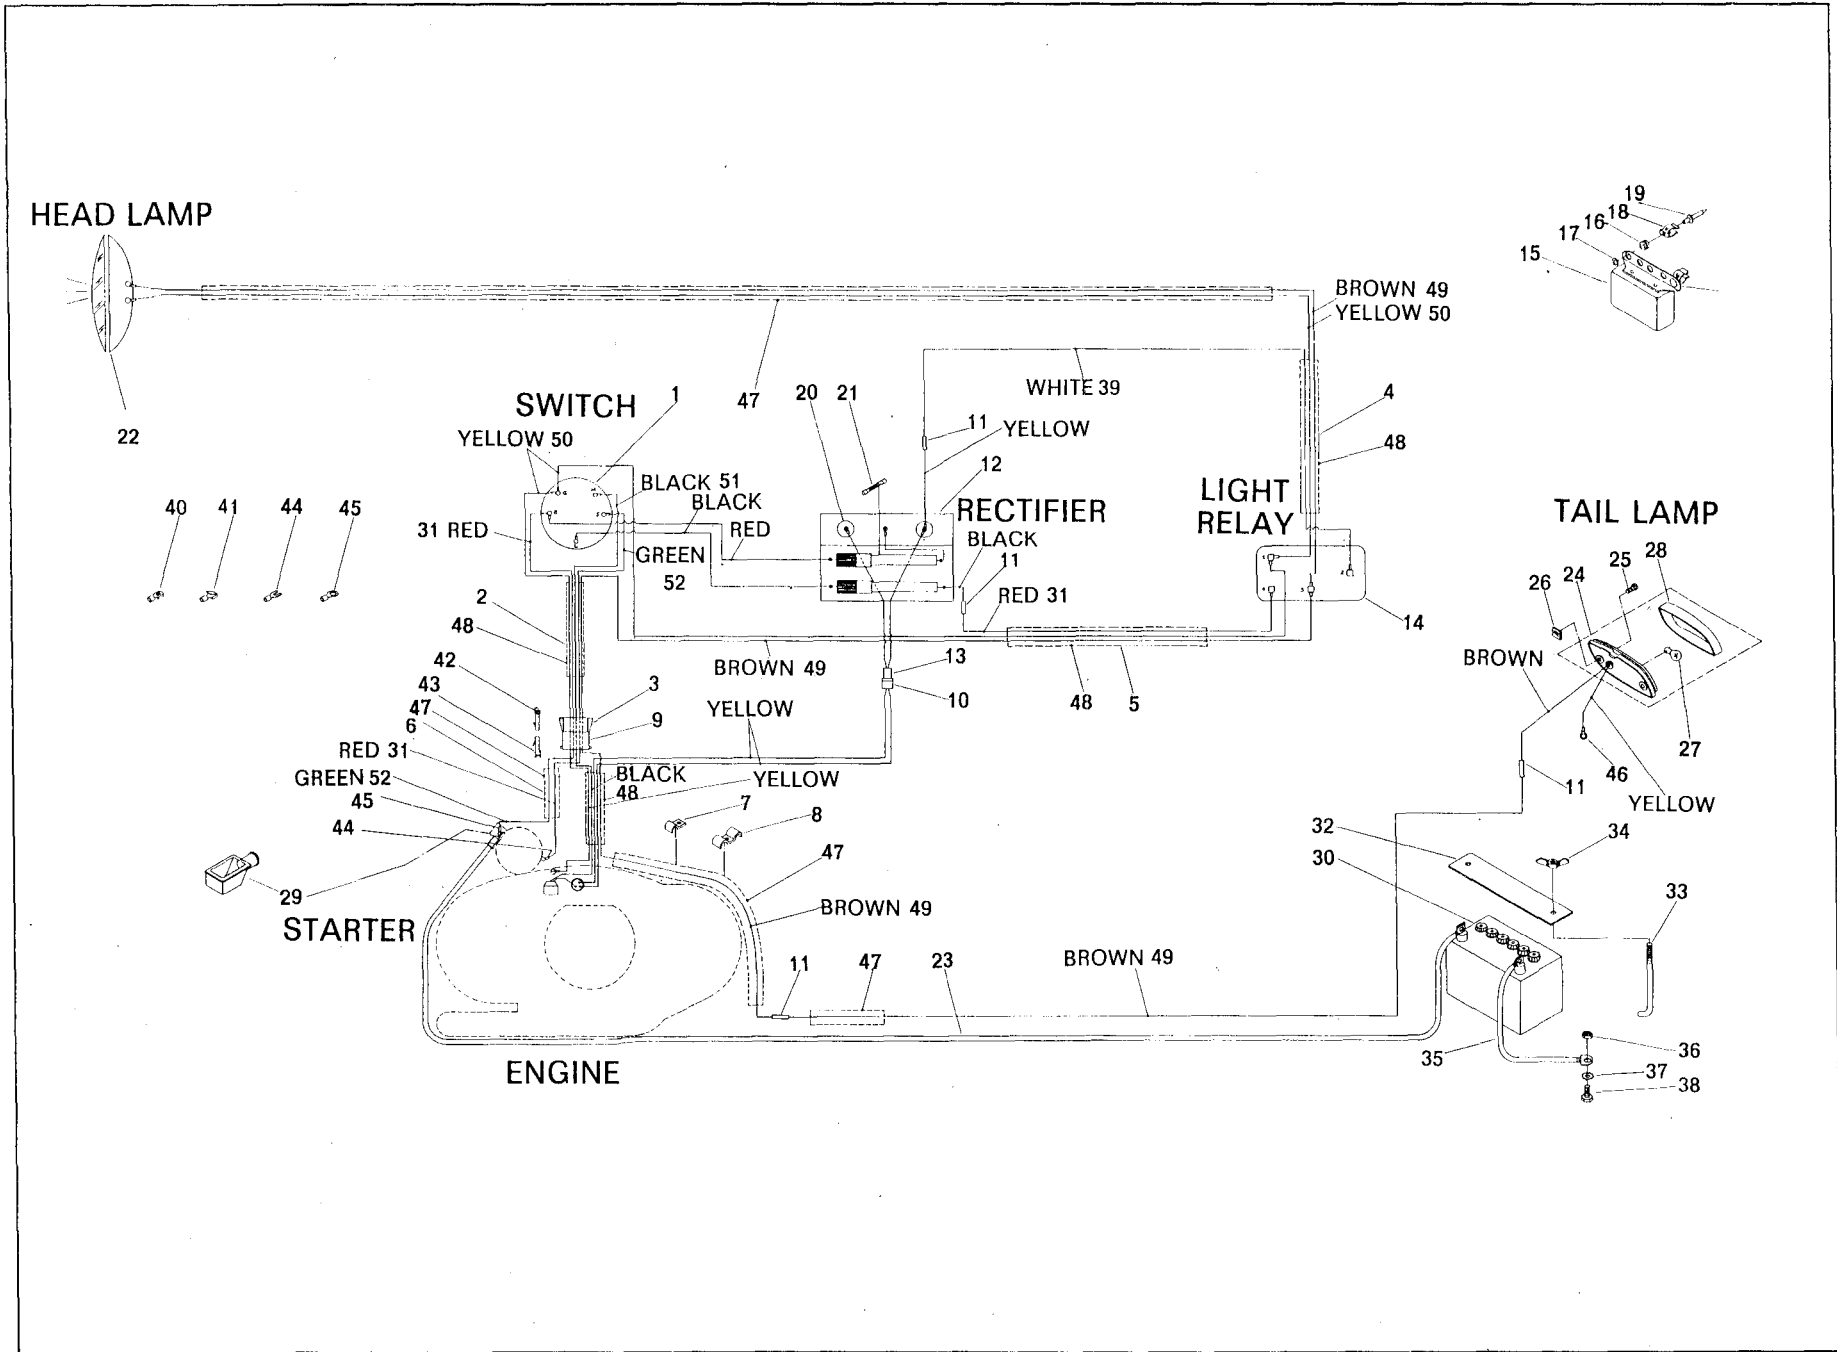 19
18
16
17
15
HEAD LAMP
BROWN 49
YELLOW 50
22
47
WHITE 39
4
48
SWITCH
1
20
21
YELLOW 50
11
YELLOW
12
BLACK 51
BLACK
31 RED
RED
GREEN
52
RECTIFIER
BLACK
11
RED 31
LIGHT
RELAY
14
TAIL LAMP
28
25
24
26
BROWN
27
46
11
YELLOW
40
41
44
45
2
48
42
43
47
6
RED 31
GREEN 52
45
44
BROWN 49
13
10
48
5
3
9
YELLOW
BLACK
48
YELLOW
7
8
47
29
STARTER
BROWN 49
32
30
34
33
11
47
23
BROWN 49
35
36
37
38
ENGINE